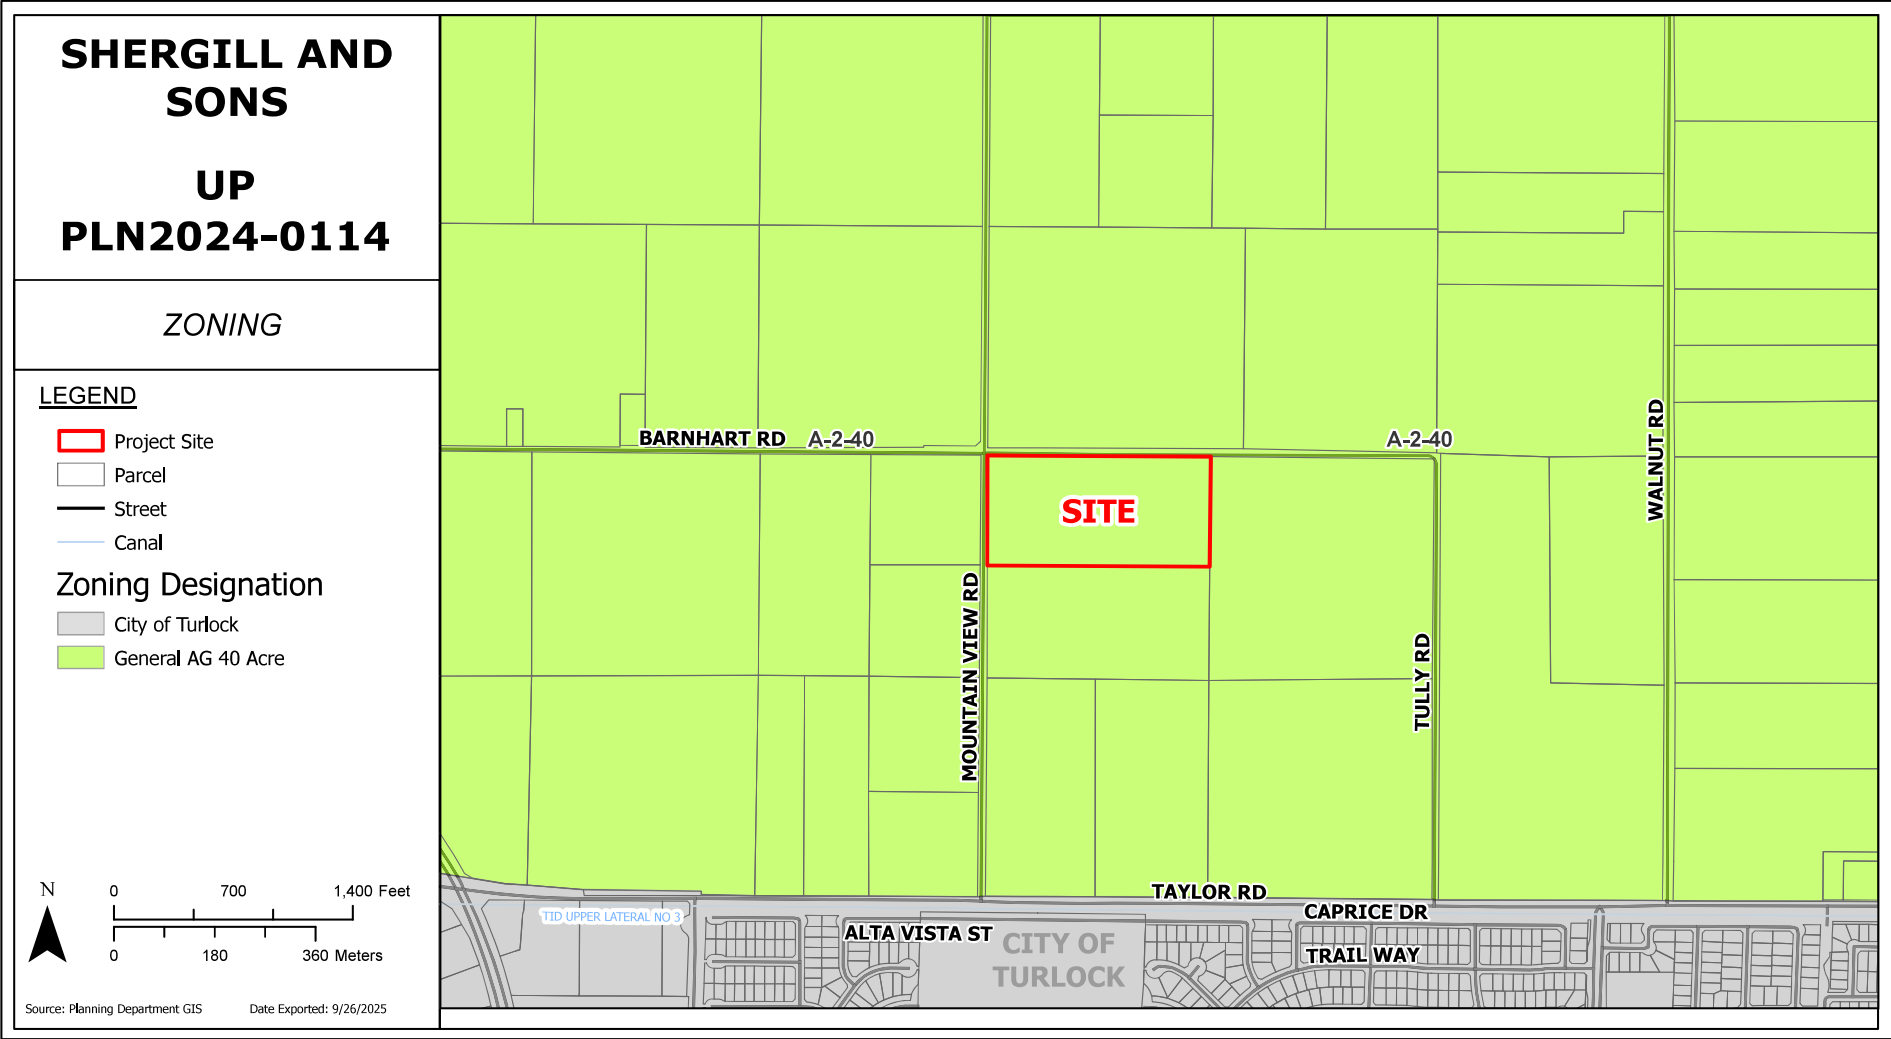 SHERGILL AND
SONS
UP
PLN2024-0114
ZONING
LEGEND
Project Site
Parcel
Street
Canal
Zoning Designation
City of Turlock
General AG 40 Acre
N
0 700 1,400 Feet
0 180 360 Meters
Source: Planning Department GIS Date Exported: 9/26/2025
BARNHART RD A-2-40
A-2-40
WALNUT RD
SITE
MOUNTAIN VIEW RD
TULLY RD
TAYLOR RD
TID UPPER LATERAL NO 3
CAPRICE DR
ALTA VISTA ST
CITY OF
TURLOCK
TRAIL WAY